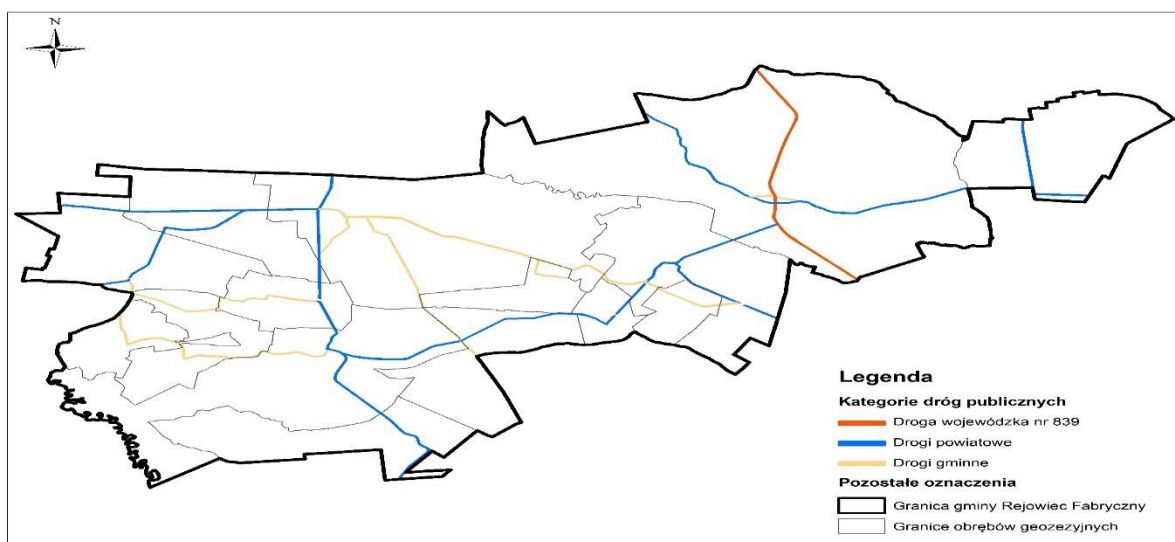 N
Legenda
Kategorie dróg publicznych
Droga wojewódzka nr 839
Drogi powiatowe
Drogi gminne
Pozostałe oznaczenia
Granica gminy Rejowiec Fabryczny
Granice obrębów geozezyjnych